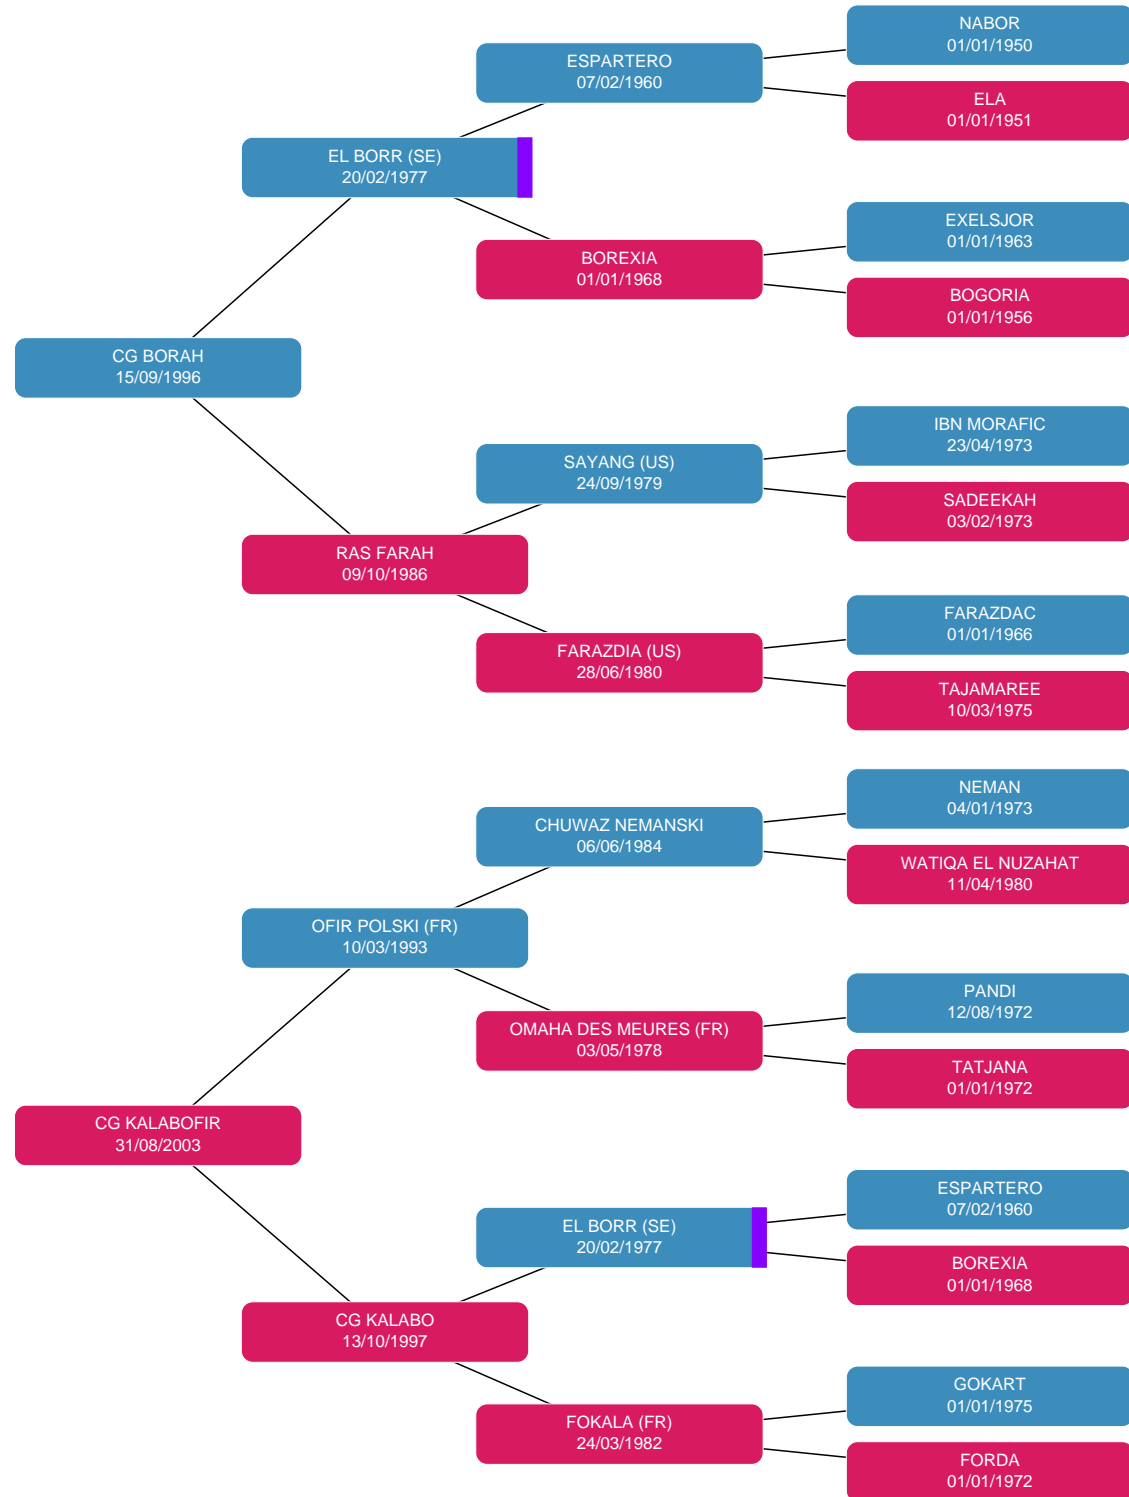 NABOR
01/01/1950
ESPARTERO
07/02/1960
ELA
01/01/1951
EL BORR (SE)
20/02/1977
EXELSJOR
01/01/1963
BOREXIA
01/01/1968
BOGORIA
01/01/1956
CG BORAH
15/09/1996
IBN MORAFIC
23/04/1973
SAYANG (US)
24/09/1979
SADEEKAH
03/02/1973
RAS FARAH
09/10/1986
FARAZDAC
01/01/1966
FARAZDIA (US)
28/06/1980
TAJAMAREE
10/03/1975
NEMAN
04/01/1973
CHUWAZ NEMANSKI
06/06/1984
WATIQA EL NUZAHAT
11/04/1980
OFIR POLSKI (FR)
10/03/1993
PANDI
12/08/1972
OMAHA DES MEURES (FR)
03/05/1978
TATJANA
01/01/1972
CG KALABOFIR
31/08/2003
ESPARTERO
07/02/1960
EL BORR (SE)
20/02/1977
BOREXIA
01/01/1968
CG KALABO
13/10/1997
GOKART
01/01/1975
FOKALA (FR)
24/03/1982
FORDA
01/01/1972